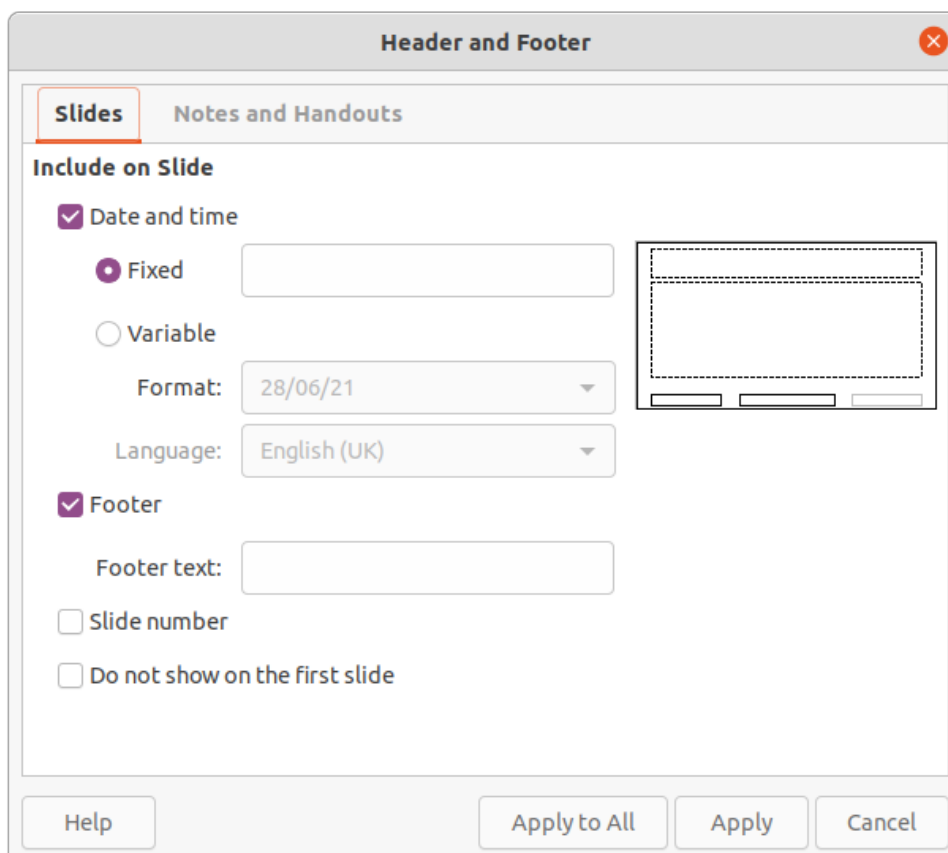 Header and Footer
Slides Notes and Handouts
Include on Slide
Date and time
Fixed
Variable
Format: 28/06/21
Language: English (UK)
Footer
Footer text:
Slide number
Do not show on the first slide
Help Apply to All Apply Cancel